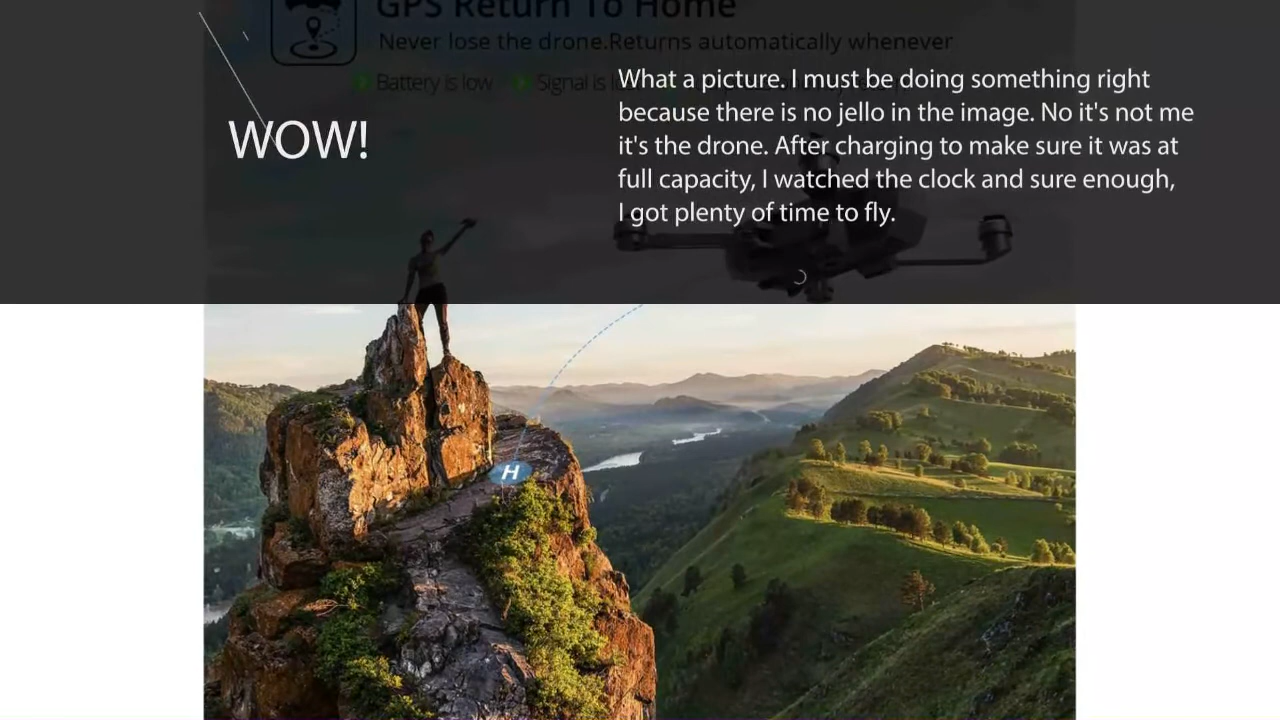 GPS Return To Home
Never lose the drone.Returns automatically whenever
Battery is low Signal is
WOW!
What a picture. I must be doing something right
because there is no jello in the image. No it's not me
it's the drone. After charging to make sure it was at
full capacity, I watched the clock and sure enough,
I got plenty of time to fly.
H